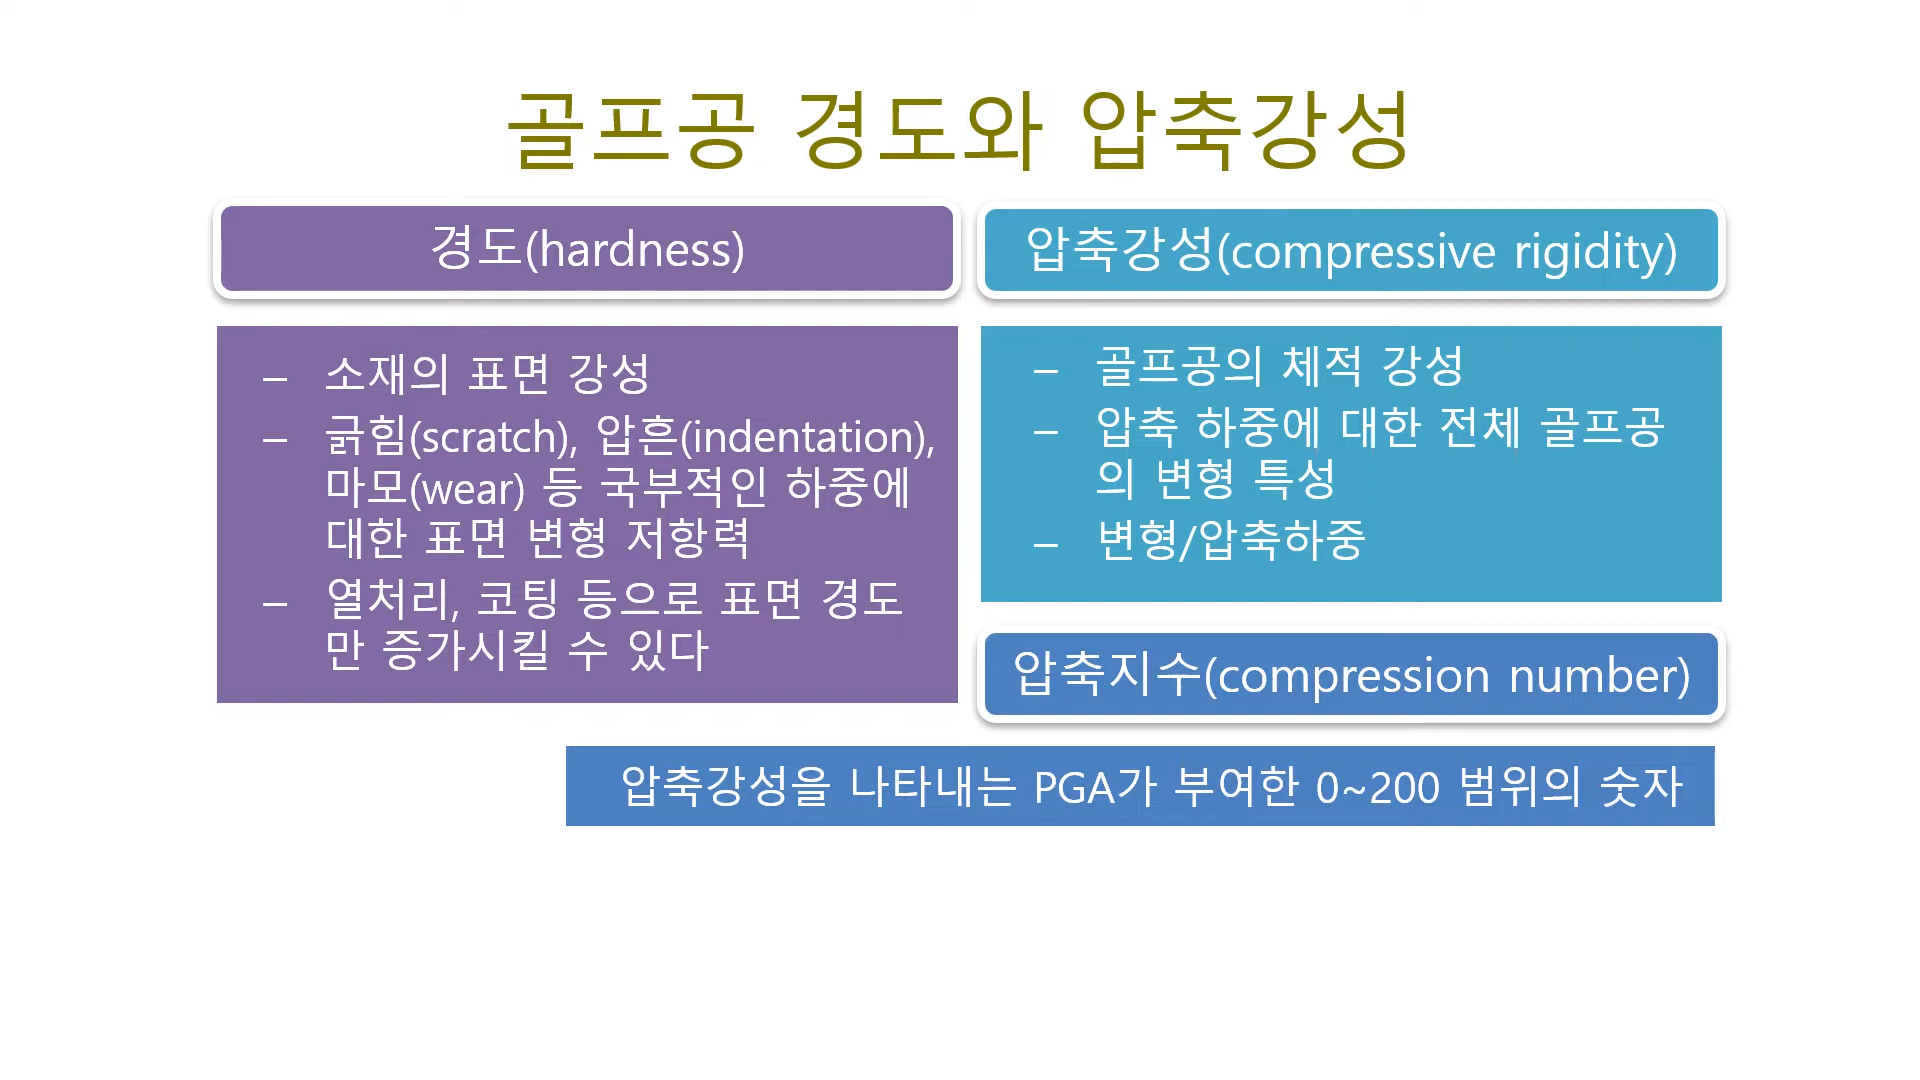 골프공 경도와 압축강성
경도(hardness)
– 소재의 표면 강성
– 긁힘(scratch), 압흔(indentation),
마모(wear) 등 국부적인 하중에
대한 표면 변형 저항력
– 열처리, 코팅 등으로 표면 경도
만 증가시킬 수 있다
압축강성(compressive rigidity)
– 골프공의 체적 강성
– 압축 하중에 대한 전체 골프공
의 변형 특성
– 변형/압축하중
압축지수(compression number)
압축강성을 나타내는 PGA가 부여한 0~200 범위의 숫자